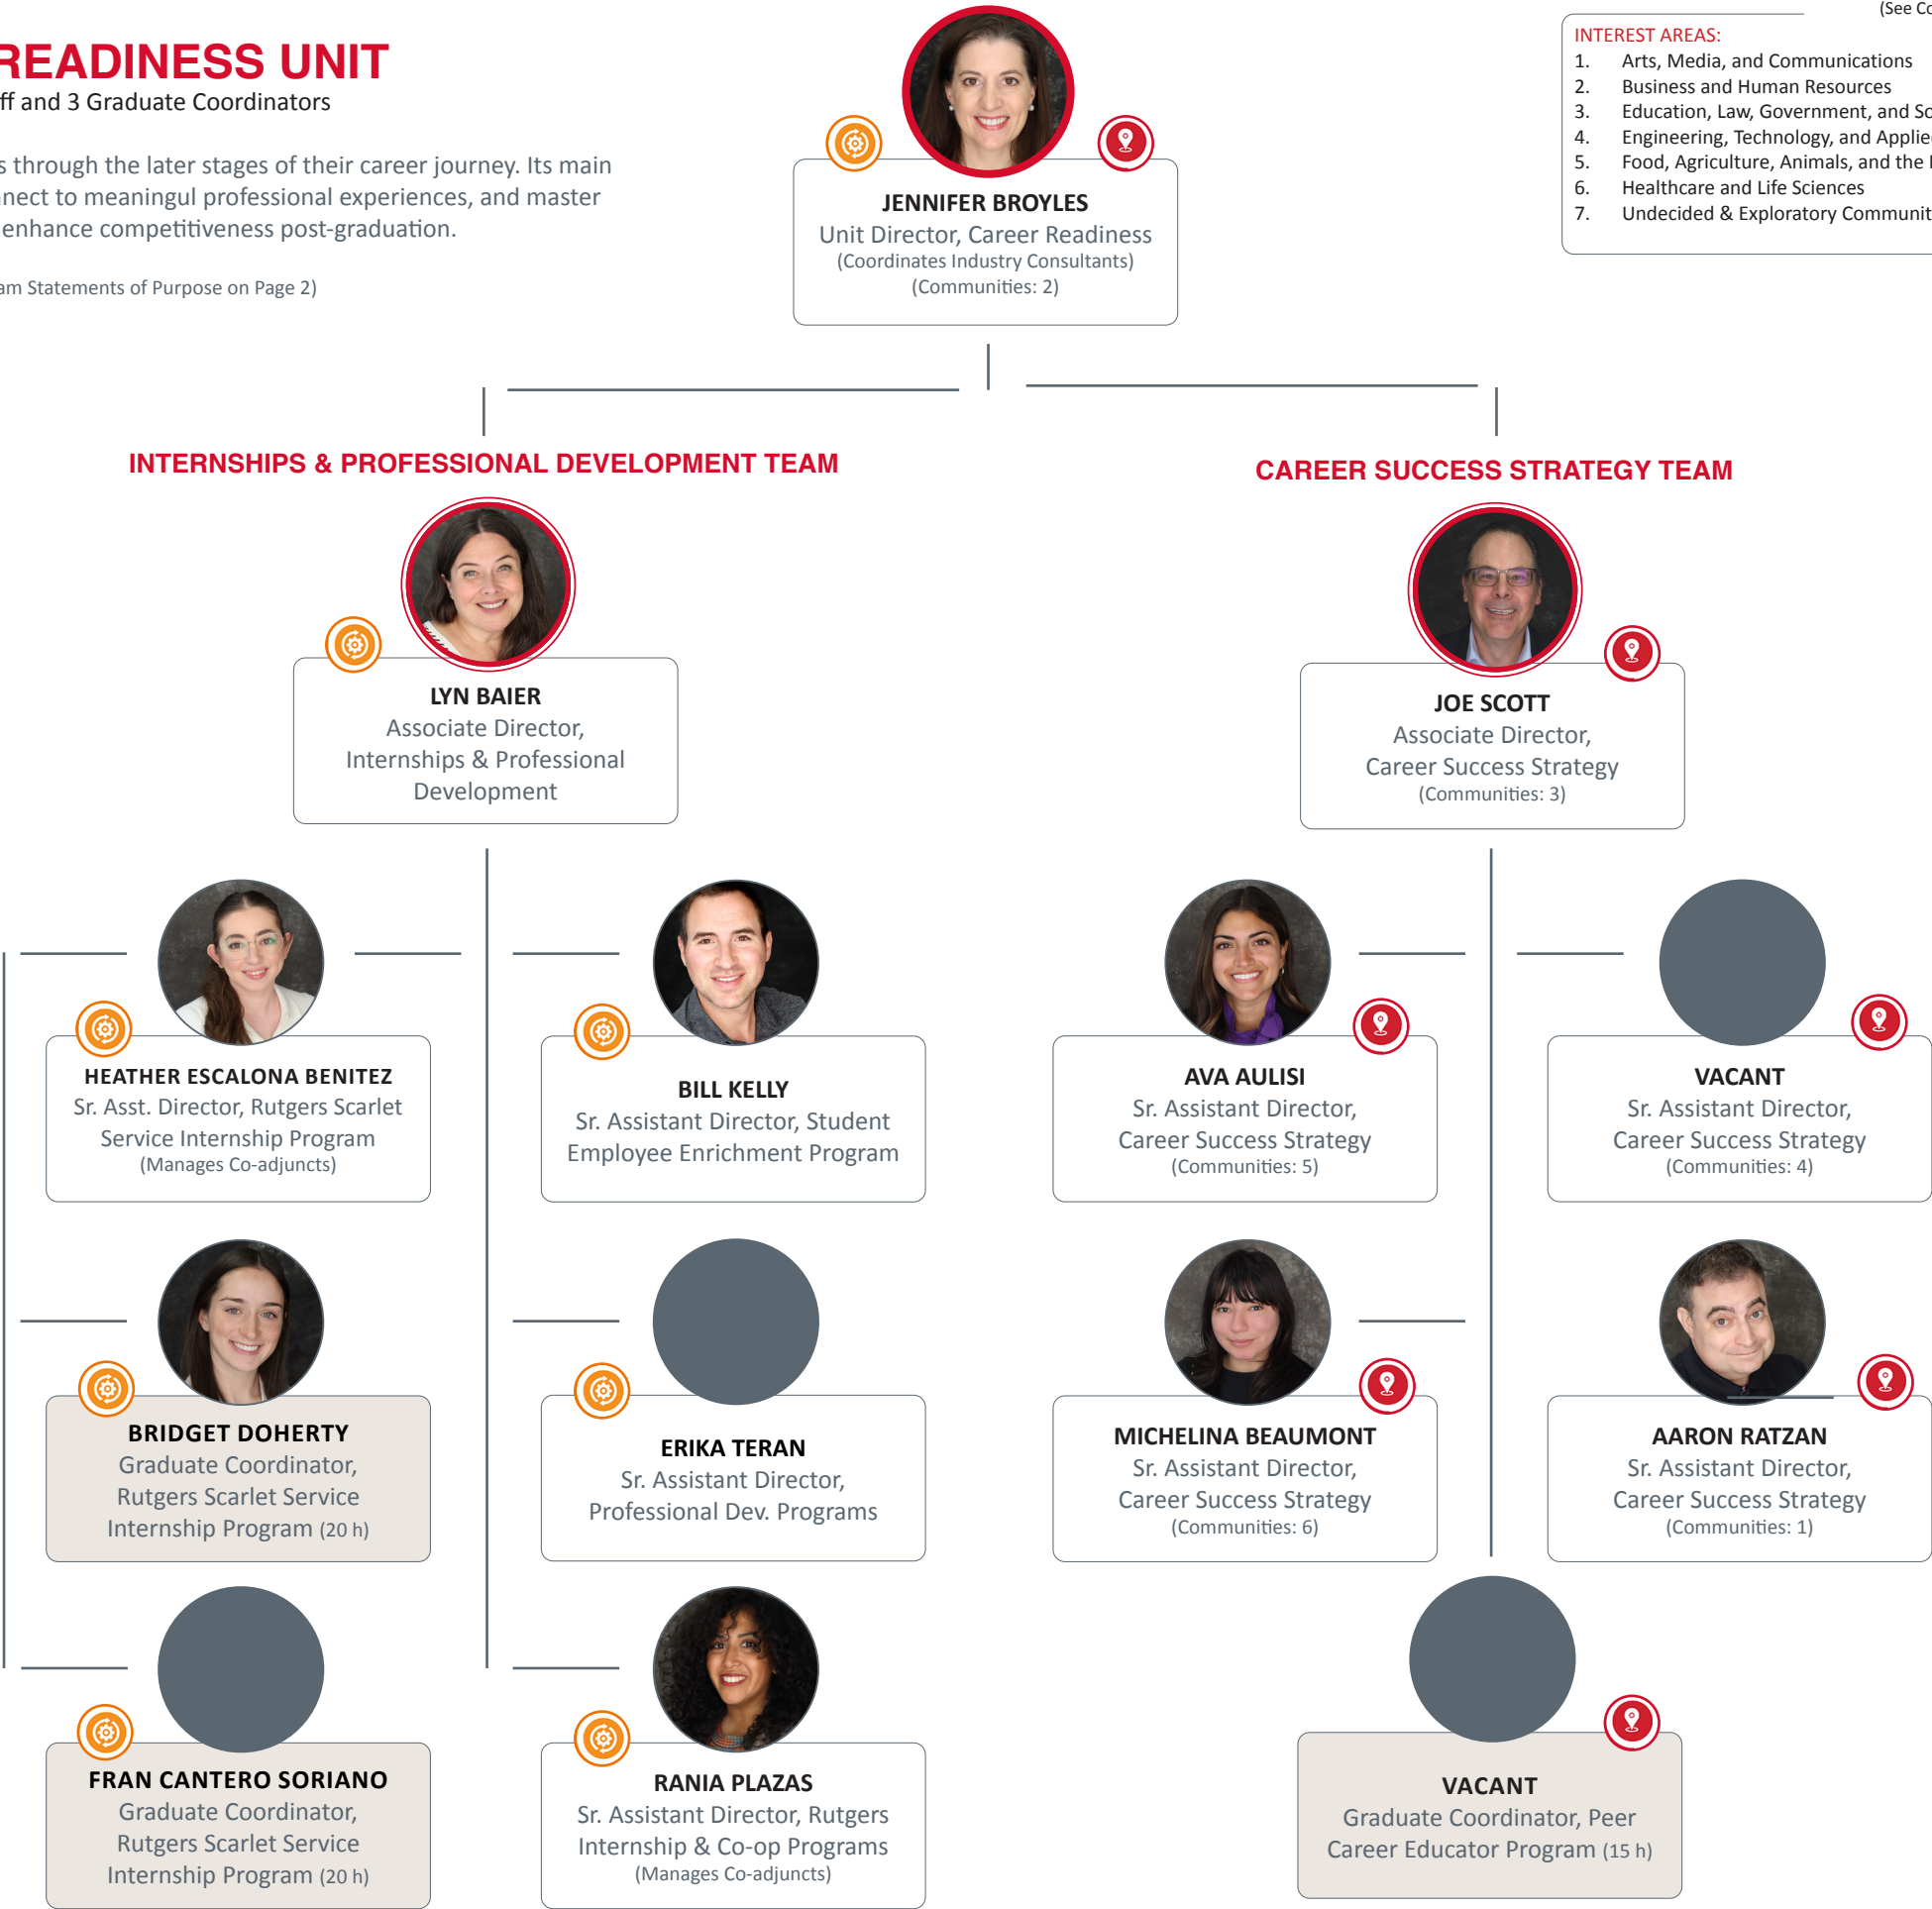 READINESS UNIT
and 3 Graduate Coordinators
through the later stages of their career journey. Its main
to meaningul professional experiences, and master
enhance competitiveness post-graduation.
Statements of Purpose on Page 2)
(See
INTEREST AREAS:
1. Arts, Media, and Communications
2. Business and Human Resources
3. Education, Law, Government, and
4. Engineering, Technology, and
5. Food, Agriculture, Animals, and the
6. Healthcare and Life Sciences
7. Undecided & Exploratory
JENNIFER BROYLES
Unit Director, Career Readiness
(Coordinates Industry Consultants)
(Communities: 2)
INTERNSHIPS & PROFESSIONAL DEVELOPMENT TEAM
CAREER SUCCESS STRATEGY TEAM
LYN BAIER
Associate Director,
Internships & Professional
Development
JOE SCOTT
Associate Director,
Career Success Strategy
(Communities: 3)
HEATHER ESCALONA BENITEZ
Sr. Asst. Director, Rutgers Scarlet
Service Internship Program
(Manages Co-adjuncts)
BILL KELLY
Sr. Assistant Director, Student
Employee Enrichment Program
AVA AULISI
Sr. Assistant Director,
Career Success Strategy
(Communities: 5)
VACANT
Sr. Assistant Director,
Career Success Strategy
(Communities: 4)
BRIDGET DOHERTY
Graduate Coordinator,
Rutgers Scarlet Service
Internship Program (20 h)
ERIKA TERAN
Sr. Assistant Director,
Professional Dev. Programs
MICHELINA BEAUMONT
Sr. Assistant Director,
Career Success Strategy
(Communities: 6)
AARON RATZAN
Sr. Assistant Director,
Career Success Strategy
(Communities: 1)
FRAN CANTERO SORIANO
Graduate Coordinator,
Rutgers Scarlet Service
Internship Program (20 h)
RANIA PLAZAS
Sr. Assistant Director, Rutgers
Internship & Co-op Programs
(Manages Co-adjuncts)
VACANT
Graduate Coordinator, Peer
Career Educator Program (15 h)